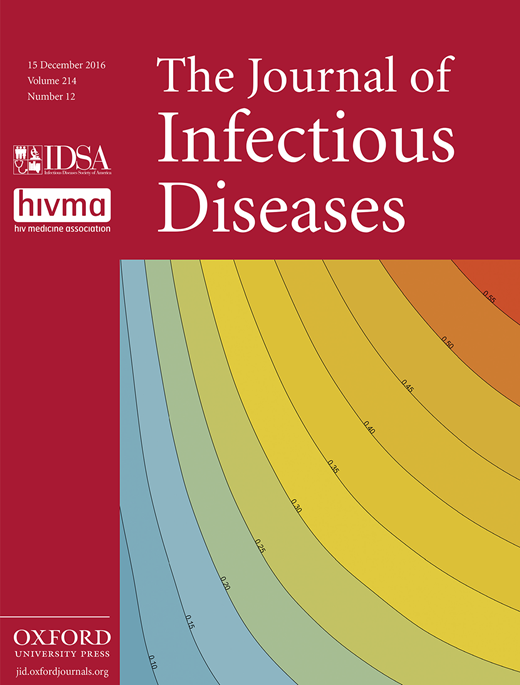 15 December 2016
Volume 214
Number 12
The Journal of
Infectious
Diseases
IDSA
Infectious Diseases Society of America
hivma
hiv medicine association
0.55
0.50
0.45
0.40
0.35
0.30
0.25
0.20
0.15
0.10
OXFORD
UNIVERSITY PRESS
jid.oxfordjournals.org